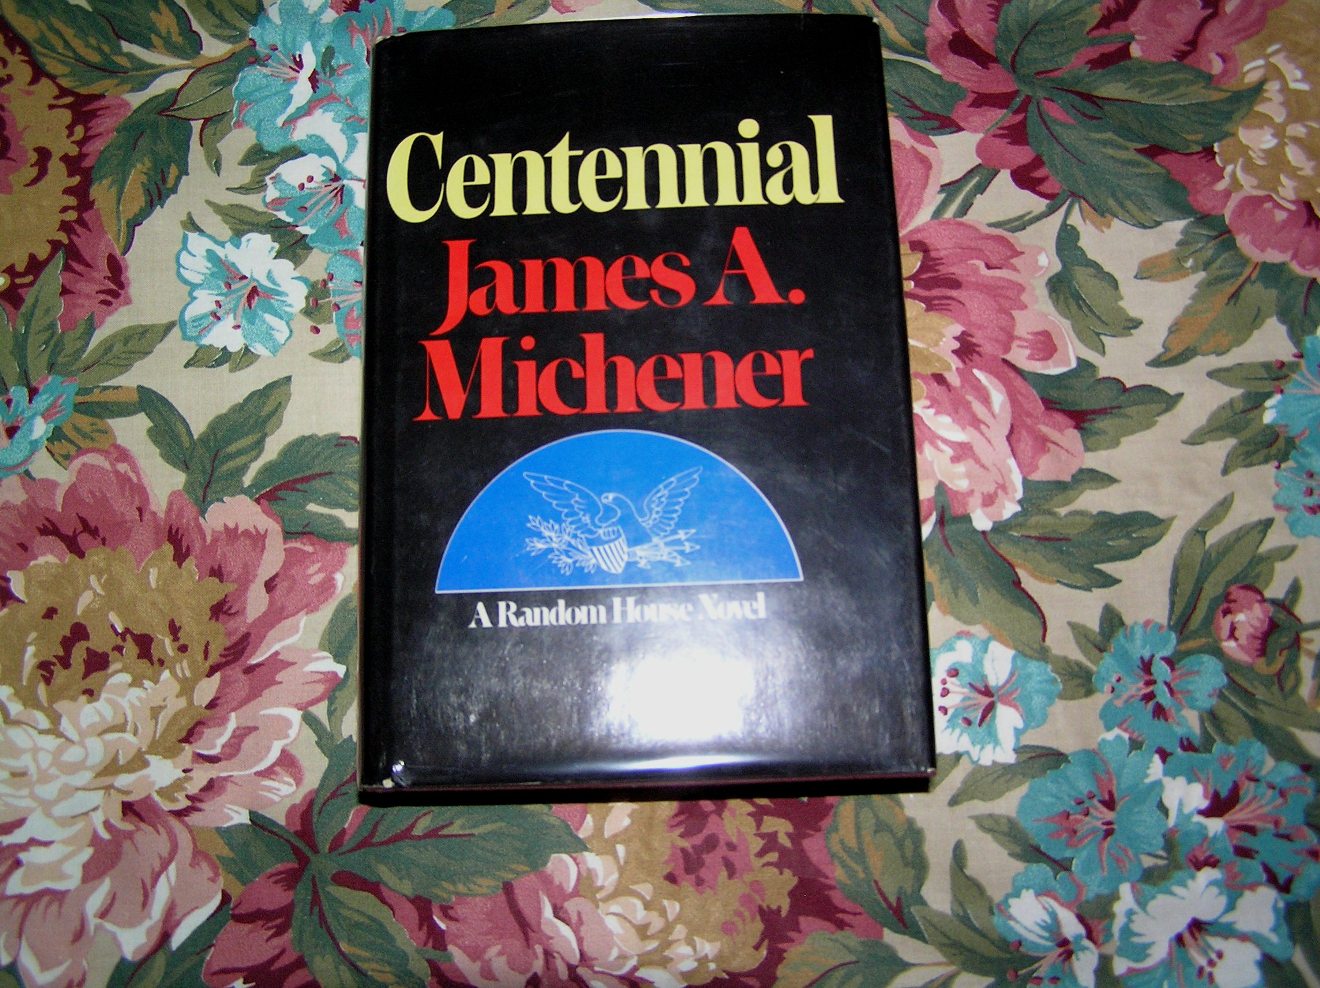 Centennial
James A.
Michener
A Random House Novel